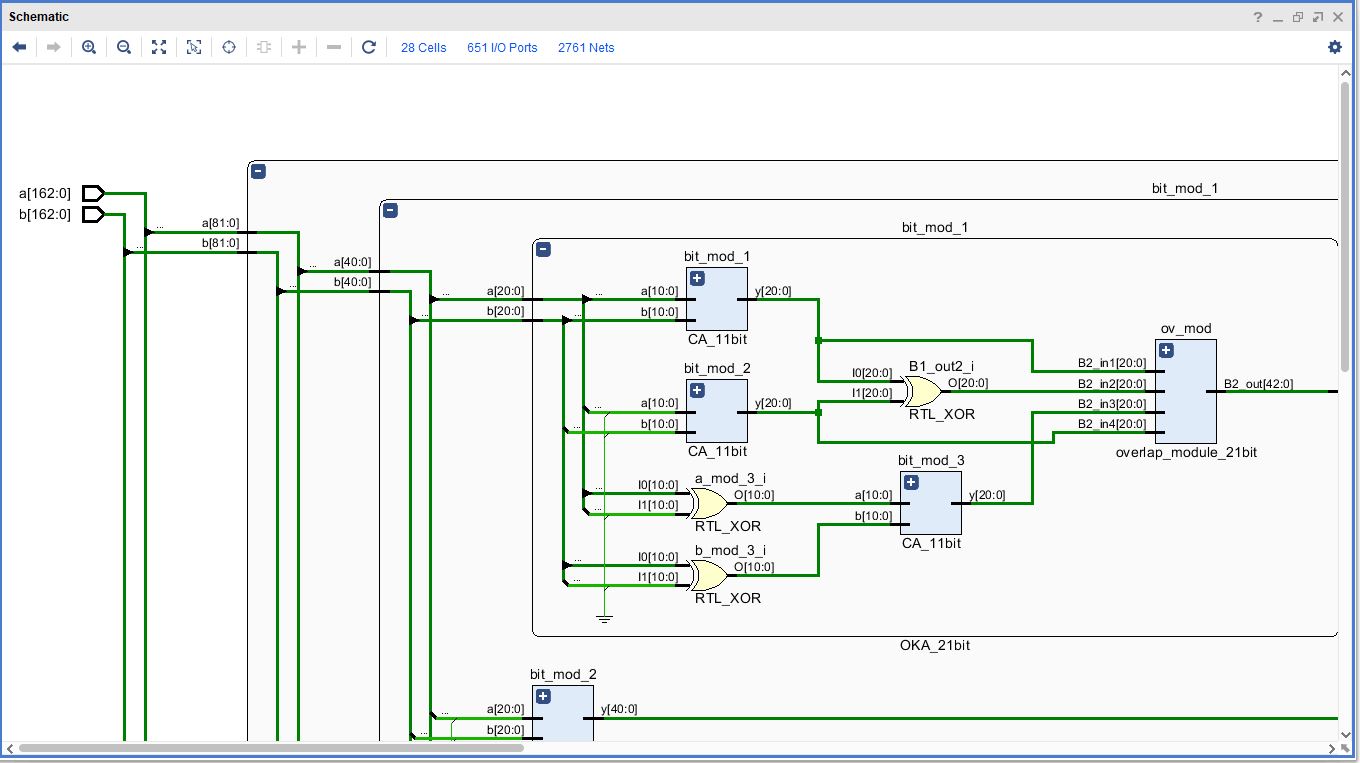 Schematic
28 Cells 651 I/O Ports 2761 Nets
a[162:0]
b[162:0]
a[81:0]
b[81:0]
a[40:0]
b[40:0]
bit_mod_1
bit_mod_1
a[20:0]
b[20:0]
bit_mod_1
a[10:0]
b[10:0]
y[20:0]
CA_11bit
bit_mod_2
a[10:0]
b[10:0]
y[20:0]
CA_11bit
B1_out2_i
I0[20:0]
I1[20:0]
O[20:0]
RTL_XOR
ov_mod
B2_in1[20:0]
B2_in2[20:0]
B2_in3[20:0]
B2_in4[20:0]
B2_out[42:0]
overlap_module_21bit
a_mod_3_i
I0[10:0]
I1[10:0]
O[10:0]
RTL_XOR
bit_mod_3
a[10:0]
b[10:0]
y[20:0]
CA_11bit
b_mod_3_i
I0[10:0]
I1[10:0]
O[10:0]
RTL_XOR
OKA_21bit
bit_mod_2
a[20:0]
b[20:0]
y[40:0]